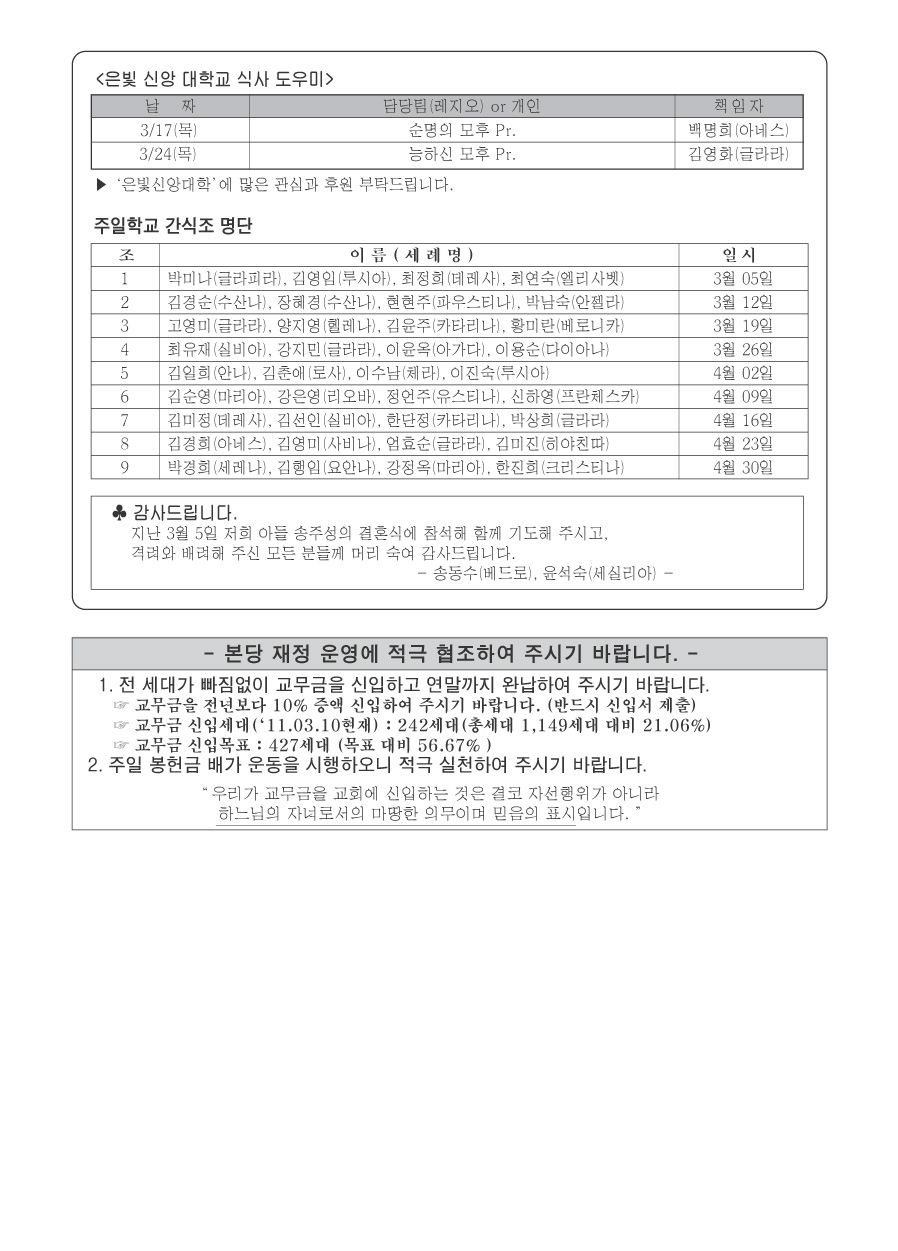 <은빛 신앙 대학교 식사 도우미>
날 짜 담당팀(레지오) or 개인 책임자
3/17(목) 순명의 모후 Pr. 백명희(아네스)
3/24(목) 능하신 모후 Pr. 김영화(글라라)
▶ ‘은빛신앙대학’에 많은 관심과 후원 부탁드립니다.
주일학교 간식조 명단
조 이 름 ( 세 례 명 ) 일 시
1 박미나(글라피라), 김영임(루시아), 최정희(데레사), 최연숙(엘리사벳) 3월 05일
2 김경순(수산나), 장혜경(수산나), 현현주(파우스티나), 박남숙(안젤라) 3월 12일
3 고영미(글라라), 양지영(헬레나), 김윤주(카타리나), 황미란(베로니카) 3월 19일
4 최유재(실비아), 강지민(글라라), 이윤옥(아가다), 이용순(다이아나) 3월 26일
5 김일희(안나), 김춘애(로사), 이수남(체라), 이진숙(루시아) 4월 02일
6 김순영(마리아), 강은영(리오바), 정언주(유스티나), 신하영(프란체스카) 4월 09일
7 김미정(데레사), 김선인(실비아), 한단정(카타리나), 박상희(글라라) 4월 16일
8 김경희(아네스), 김영미(사비나), 엄효순(글라라), 김미진(히야친따) 4월 23일
9 박경희(세레나), 김행임(요안나), 강정옥(마리아), 한진희(크리스티나) 4월 30일
♣ 감사드립니다.
지난 3월 5일 저희 아들 송주성의 결혼식에 참석해 함께 기도해 주시고,
격려와 배려해 주신 모든 분들께 머리 숙여 감사드립니다.
- 송동수(베드로), 윤석숙(세실리아) -
- 본당 재정 운영에 적극 협조하여 주시기 바랍니다. -
1. 전 세대가 빠짐없이 교무금을 신입하고 연말까지 완납하여 주시기 바랍니다.
☞ 교무금을 전년보다 10% 증액 신입하여 주시기 바랍니다. (반드시 신입서 제출)
☞ 교무금 신입세대(‘11.03.10현재) : 242세대(총세대 1,149세대 대비 21.06%)
☞ 교무금 신입목표 : 427세대 (목표 대비 56.67% )
2. 주일 봉헌금 배가 운동을 시행하오니 적극 실천하여 주시기 바랍니다.
“ 우리가 교무금을 교회에 신입하는 것은 결코 자선행위가 아니라
하느님의 자녀로서의 마땅한 의무이며 믿음의 표시입니다. ”